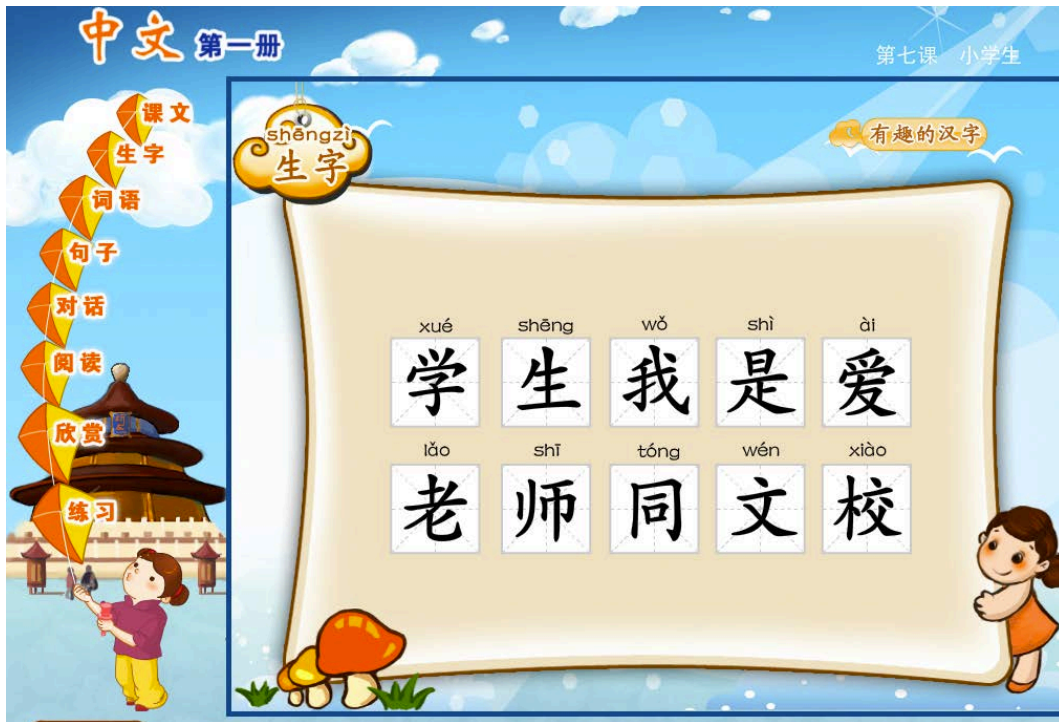 中文 第一册
第七课 小学生
课文
生字
词语
句子
对话
阅读
欣赏
练习
shēngzì
生字
有趣的汉字
xué shēng wǒ shì ài
学 生 我 是 爱
lǎo shī tóng wén xiào
老 师 同 文 校